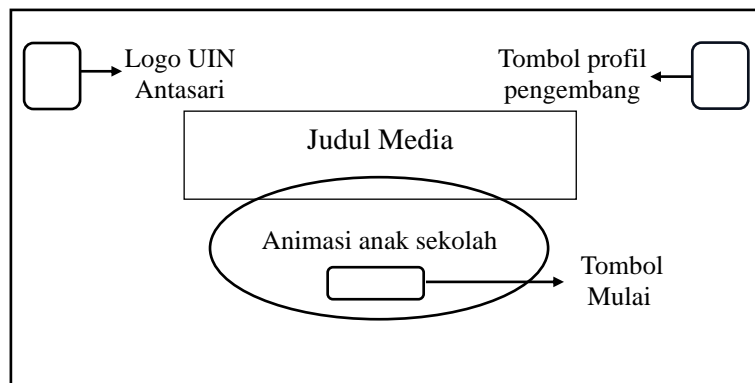 Logo UIN
Antasari
Tombol profil
pengembang
Judul Media
Animasi anak sekolah
Tombol
Mulai